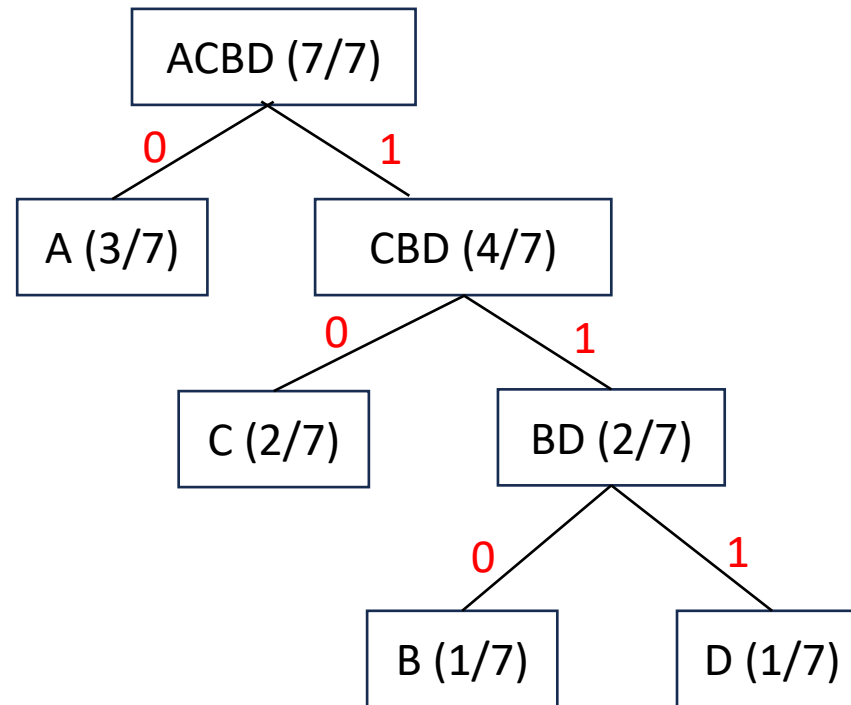 ACBD (7/7)
0 1
A (3/7) CBD (4/7)
0 1
C (2/7) BD (2/7)
0 1
B (1/7) D (1/7)